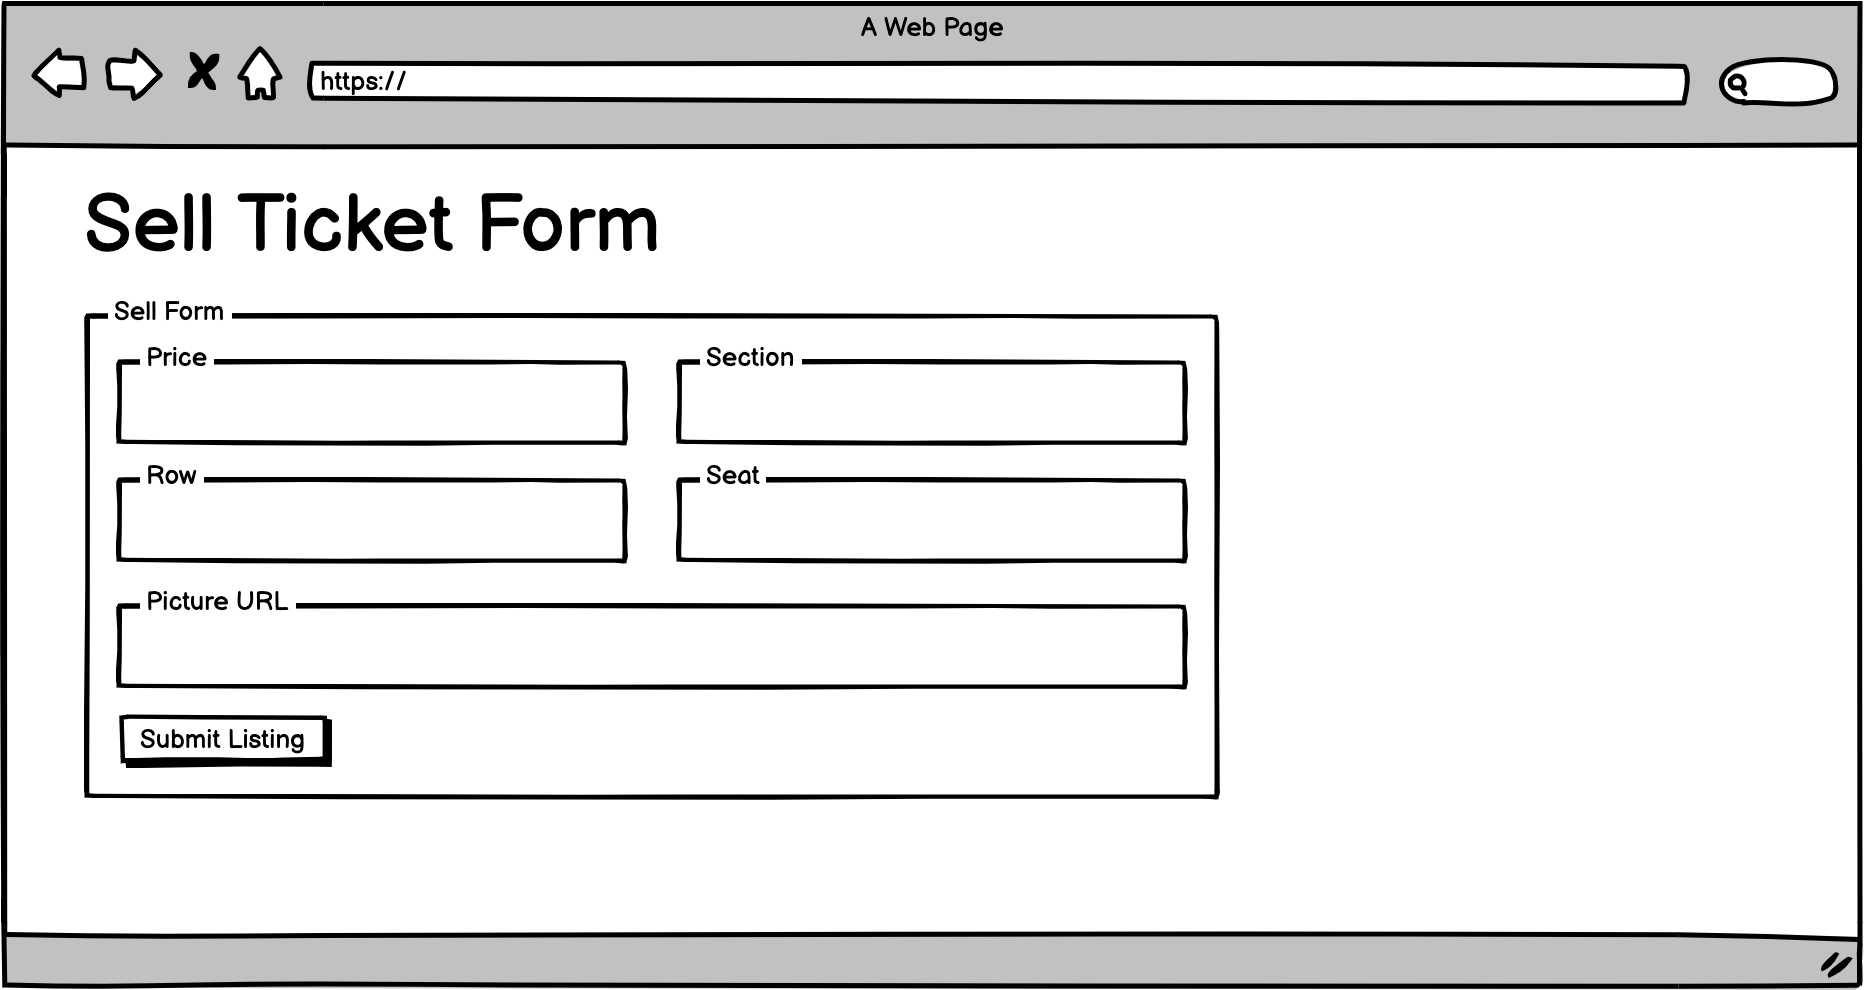 A Web Page
https://
Sell Ticket Form
Sell Form
Price
Section
Row
Seat
Picture URL
Submit Listing